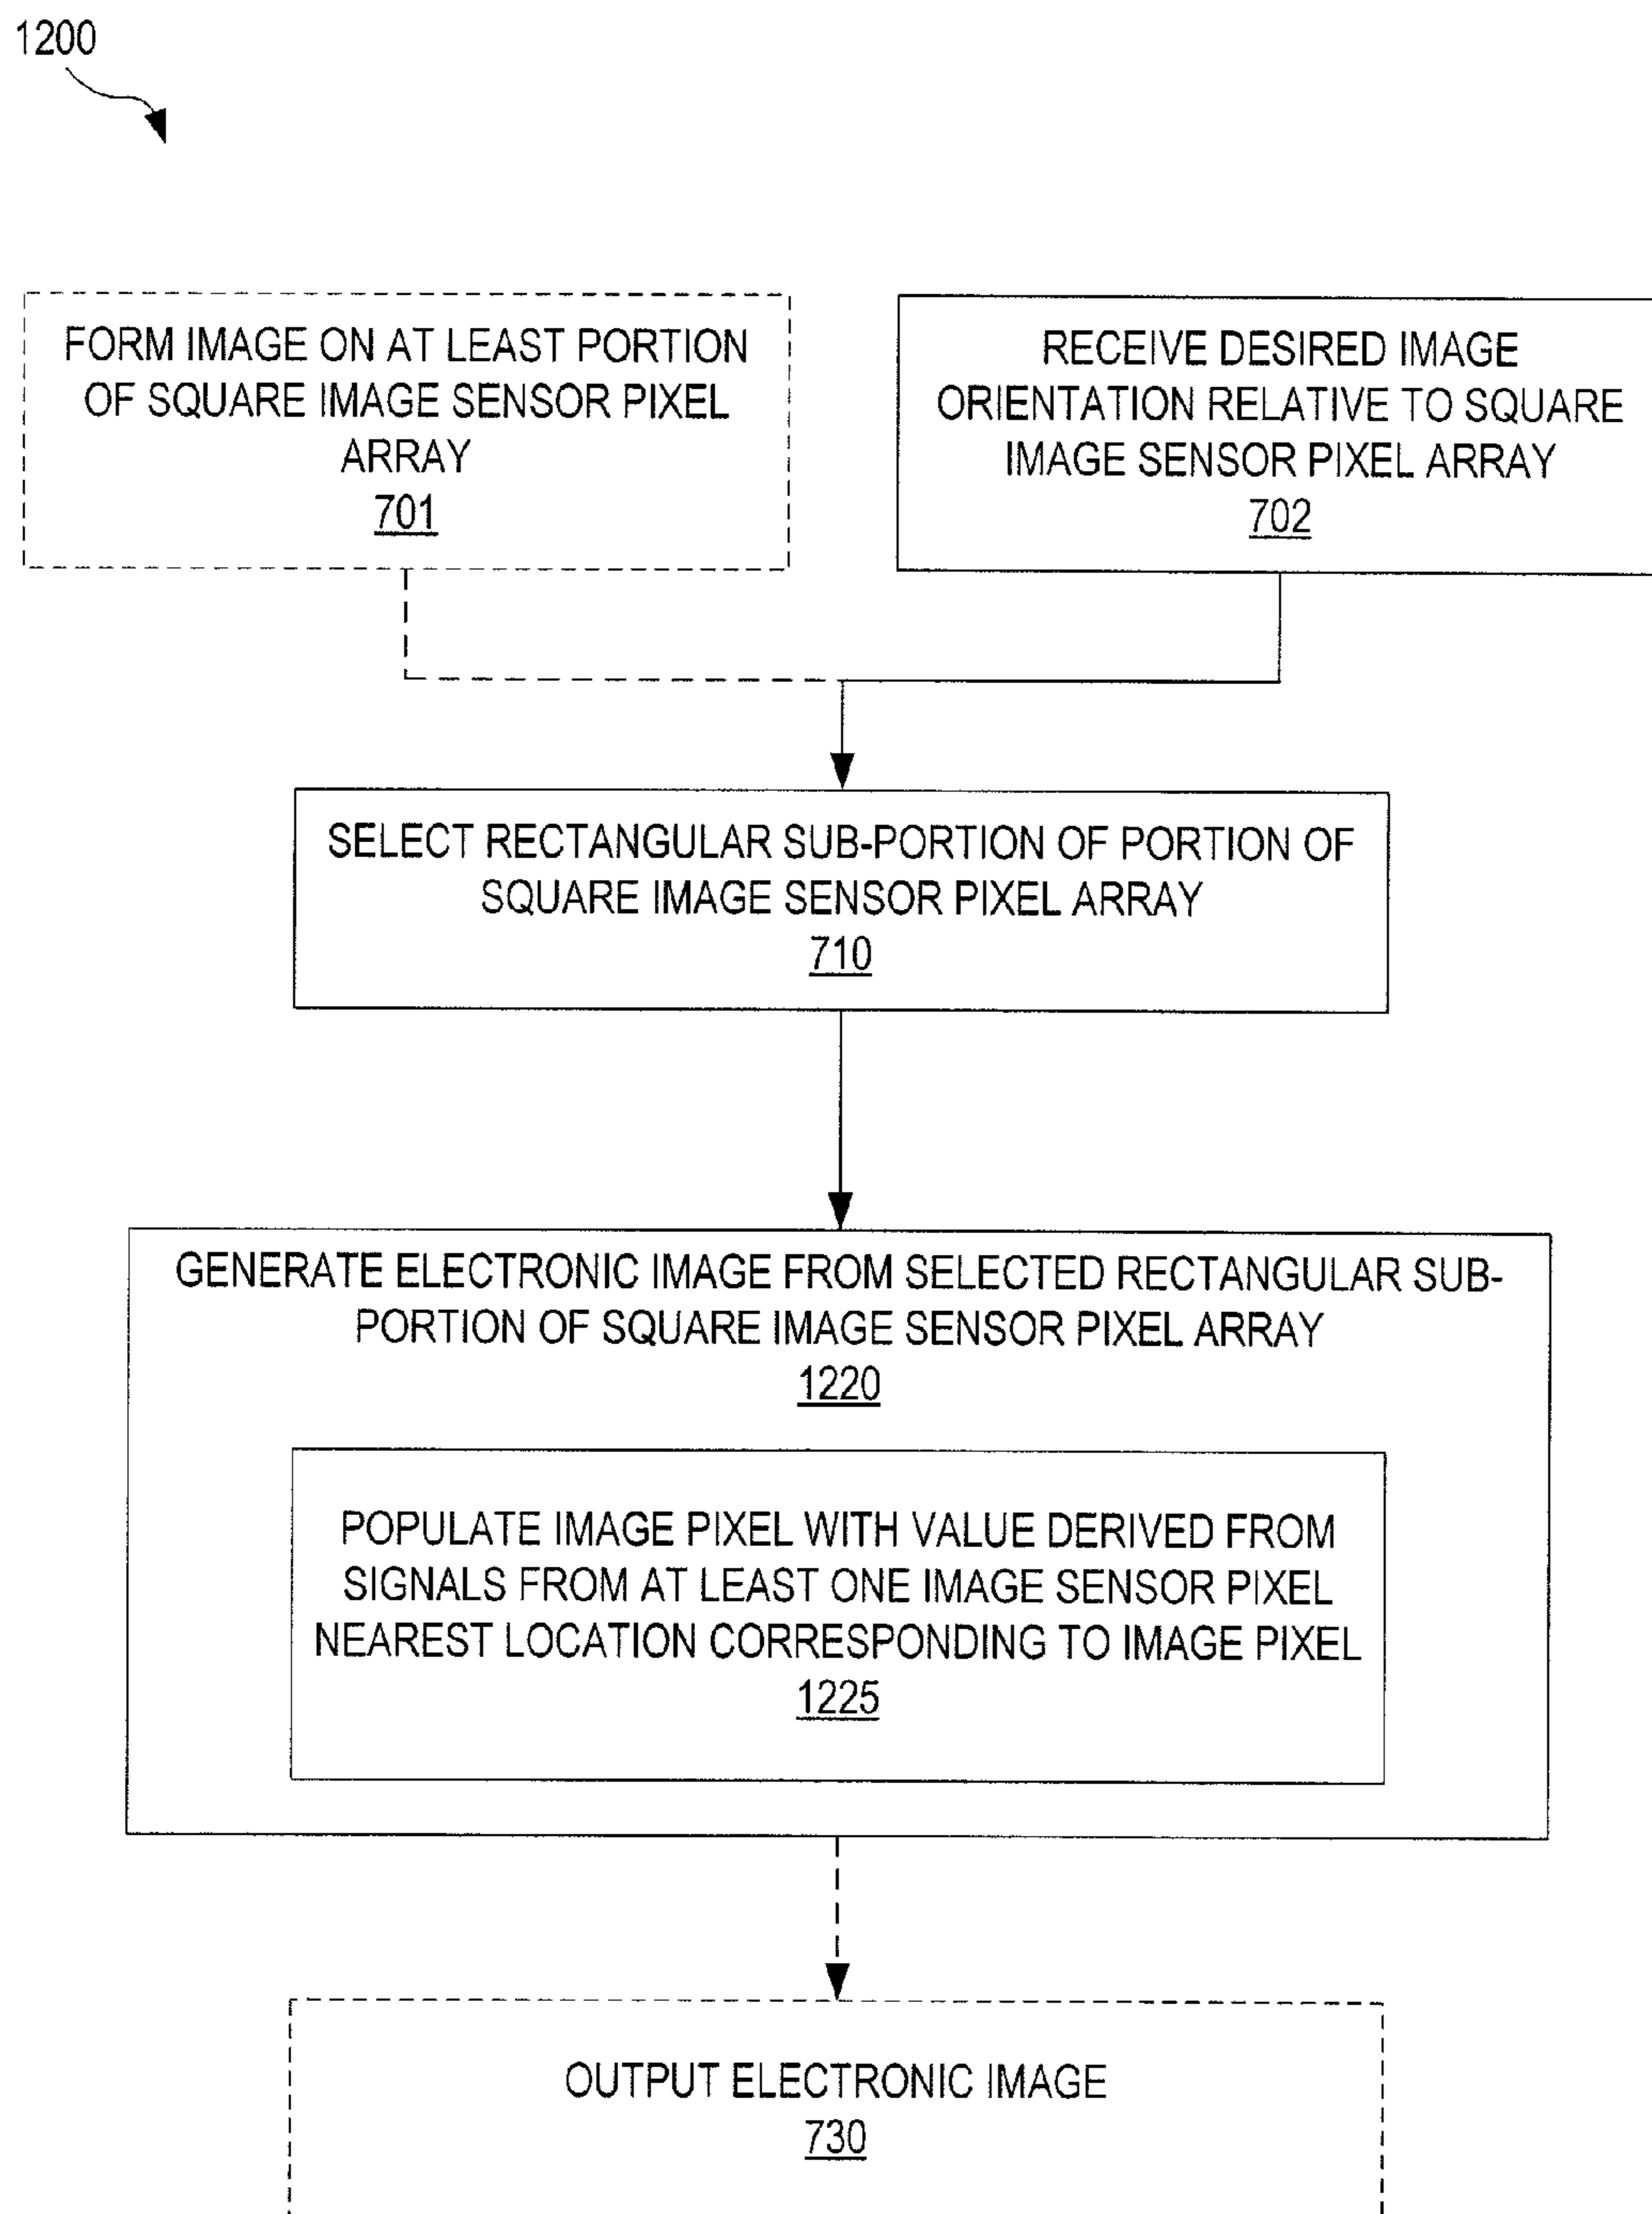 1200
FORM IMAGE ON AT LEAST PORTION
OF SQUARE IMAGE SENSOR PIXEL
ARRAY
701
RECEIVE DESIRED IMAGE
ORIENTATION RELATIVE TO SQUARE
IMAGE SENSOR PIXEL ARRAY
702
SELECT RECTANGULAR SUB-PORTION OF PORTION OF
SQUARE IMAGE SENSOR PIXEL ARRAY
710
GENERATE ELECTRONIC IMAGE FROM SELECTED RECTANGULAR SUB-
PORTION OF SQUARE IMAGE SENSOR PIXEL ARRAY
1220
POPULATE IMAGE PIXEL WITH VALUE DERIVED FROM
SIGNALS FROM AT LEAST ONE IMAGE SENSOR PIXEL
NEAREST LOCATION CORRESPONDING TO IMAGE PIXEL
1225
OUTPUT ELECTRONIC IMAGE
730